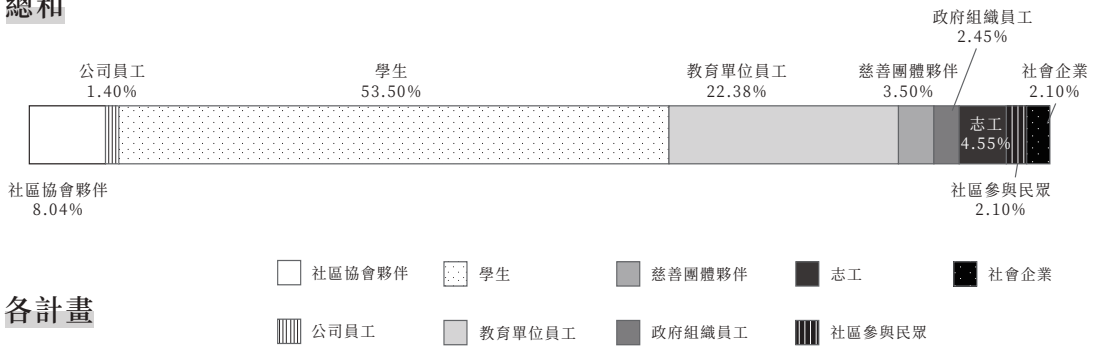 總和
政府組織員工
2.45%
公司員工
1.40%
學生
53.50%
教育單位員工
22.38%
慈善團體夥伴
3.50%
社會企業
2.10%
志工
4.55%
社區協會夥伴
8.04%
社區參與民眾
2.10%
社區協會夥伴
學生
慈善團體夥伴
志工
社會企業
各計畫
公司員工
教育單位員工
政府組織員工
社區參與民眾